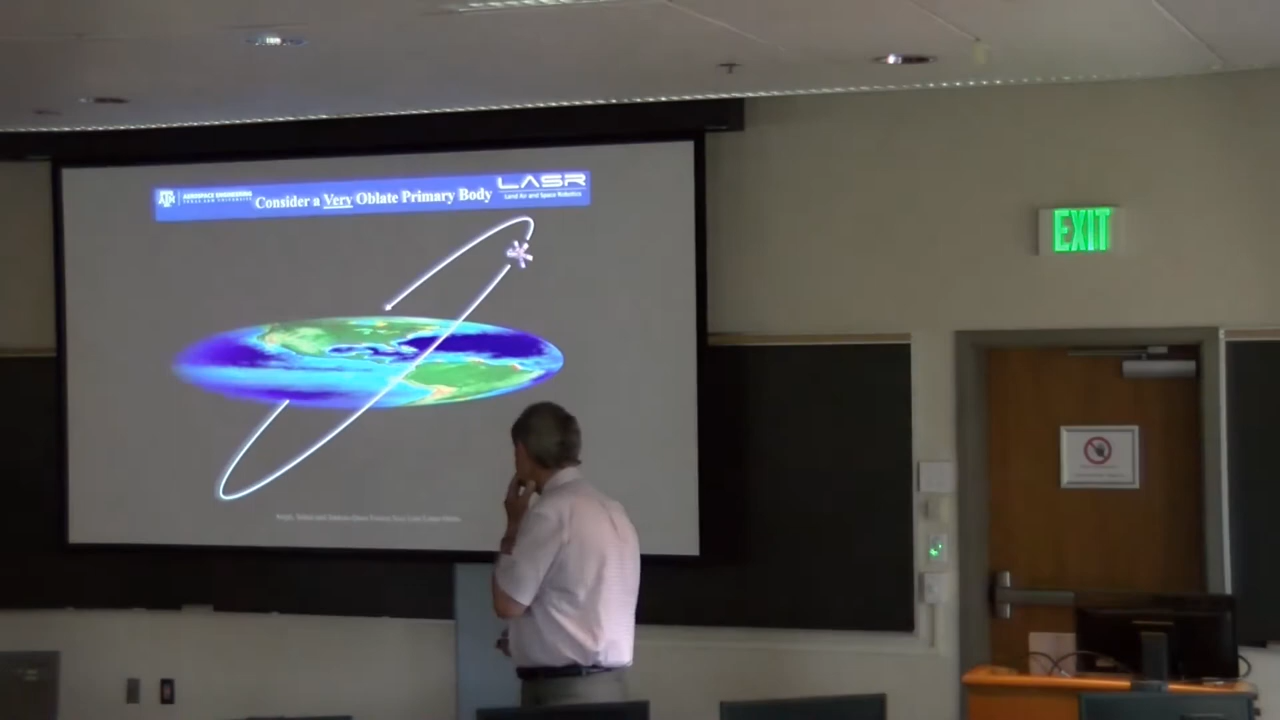 AEROSPACE ENGINEERING
TEXAS A&M UNIVERSITY
Consider a Very Oblate Primary Body
LASR
Land Air and Space Robotics
EXIT